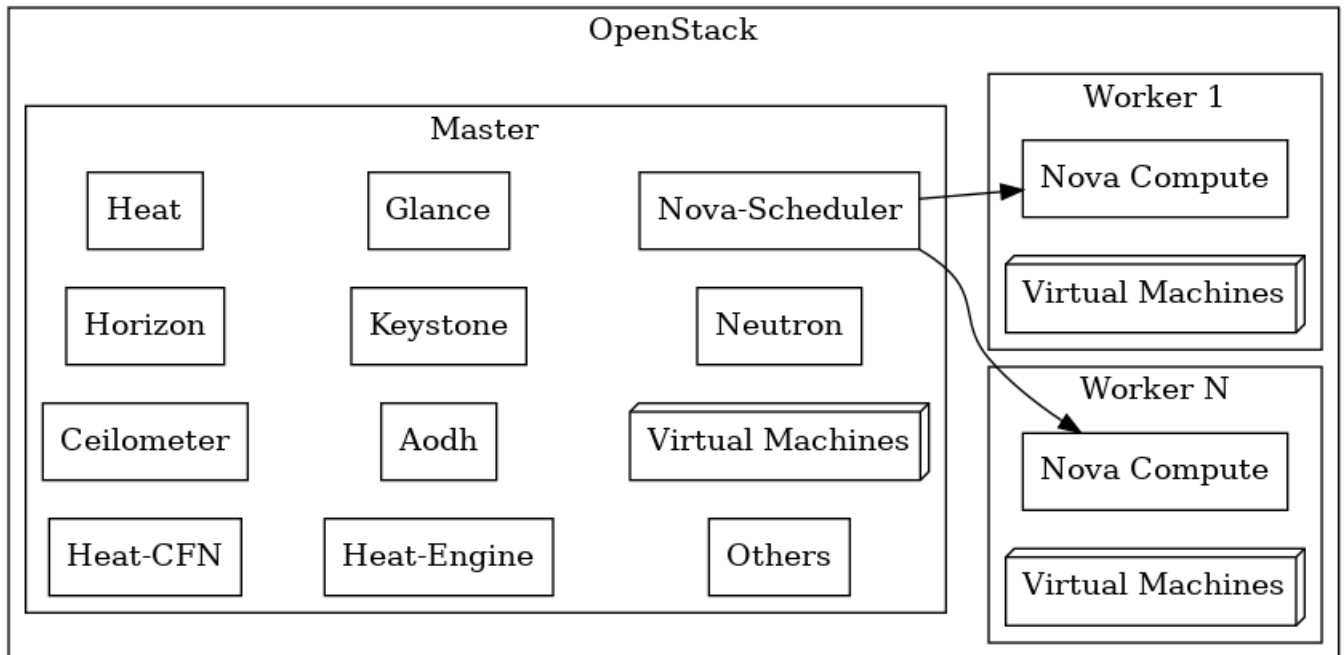 OpenStack
Master
Heat
Glance
Nova-Scheduler
Horizon
Keystone
Neutron
Ceilometer
Aodh
Virtual Machines
Heat-CFN
Heat-Engine
Others
Worker 1
Nova Compute
Virtual Machines
Worker N
Nova Compute
Virtual Machines